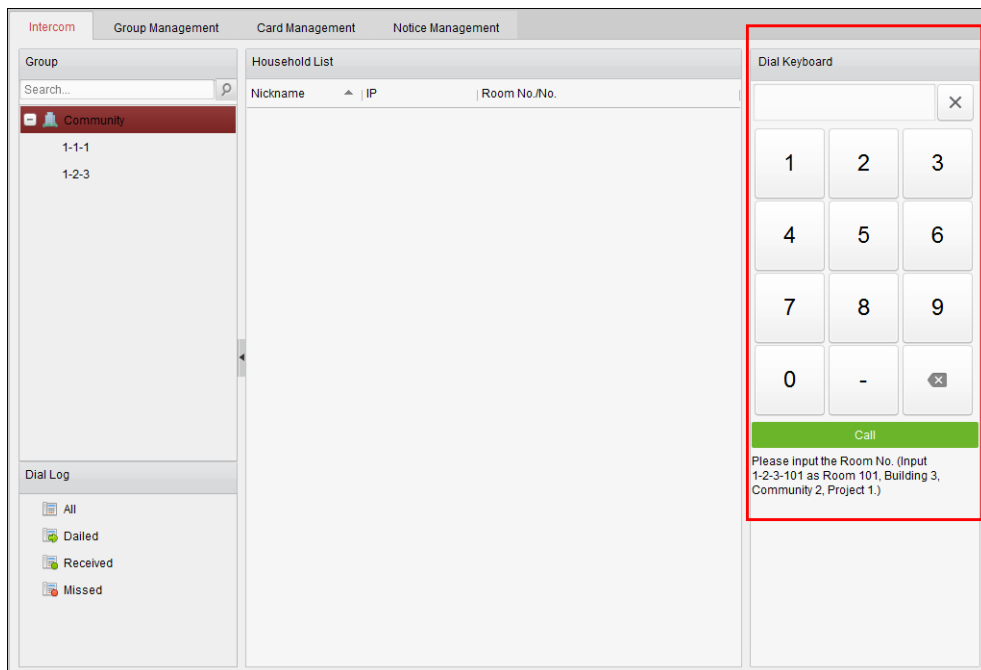 Intercom Group Management Card Management Notice Management
Group
Search...
Community
1-1-1
1-2-3
Dial Log
All
Dailed
Received
Missed
Household List
Nickname IP Room No./No.
Dial Keyboard
1 2 3
4 5 6
7 8 9
0 -
Call
Please input the Room No. (Input
1-2-3-101 as Room 101, Building 3,
Community 2, Project 1.)